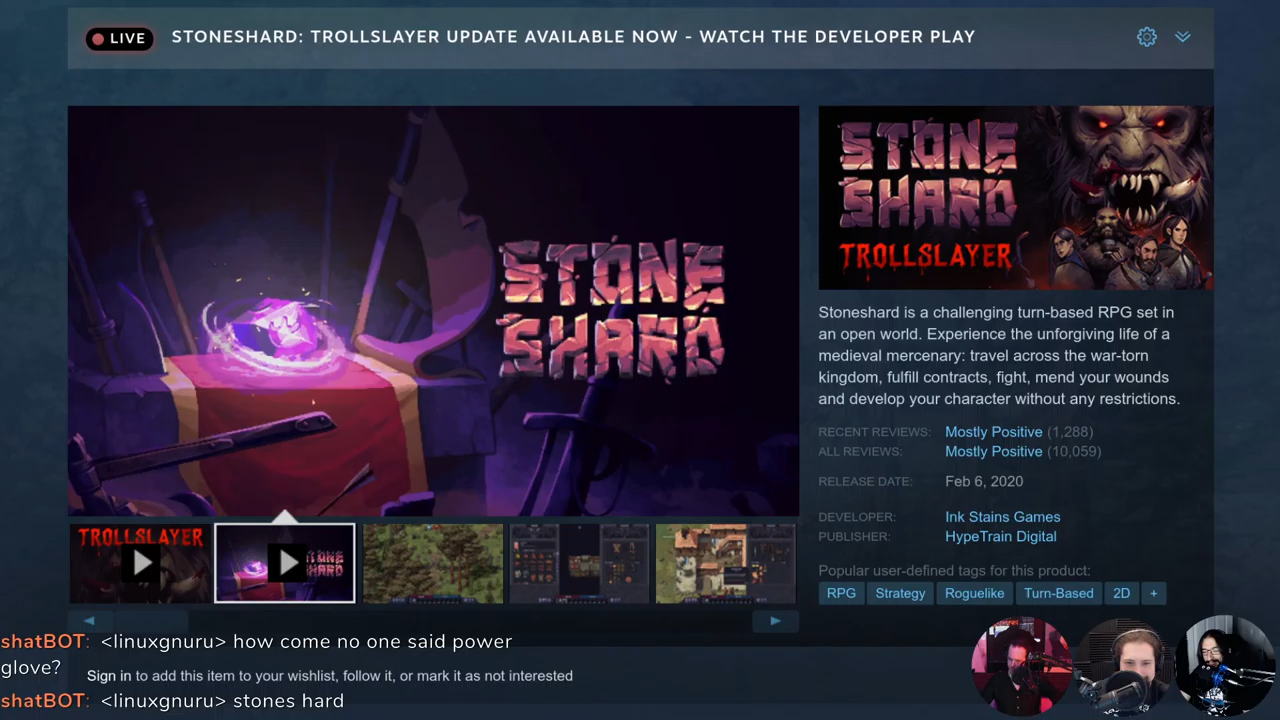 LIVE STONESHARD: TROLLSLAYER UPDATE AVAILABLE NOW - WATCH THE DEVELOPER PLAY
STONE
SHARD
STONE
SHARD
TROLLSLAYER
Stoneshard is a challenging turn-based RPG set in
an open world. Experience the unforgiving life of a
medieval mercenary: travel across the war-torn
kingdom, fulfill contracts, fight, mend your wounds
and develop your character without any restrictions.
RECENT REVIEWS: Mostly Positive (1,288)
ALL REVIEWS: Mostly Positive (10,059)
RELEASE DATE: Feb 6, 2020
DEVELOPER: Ink Stains Games
PUBLISHER: HypeTrain Digital
Popular user-defined tags for this product:
RPG Strategy Roguelike Turn-Based 2D +
TROLLSLAYER
STONE
SHARD
shatBOT: <linuxgnuru> how come no one said power
glove?
Sign in to add this item to your wishlist, follow it, or mark it as not interested
shatBOT: <linuxgnuru> stones hard